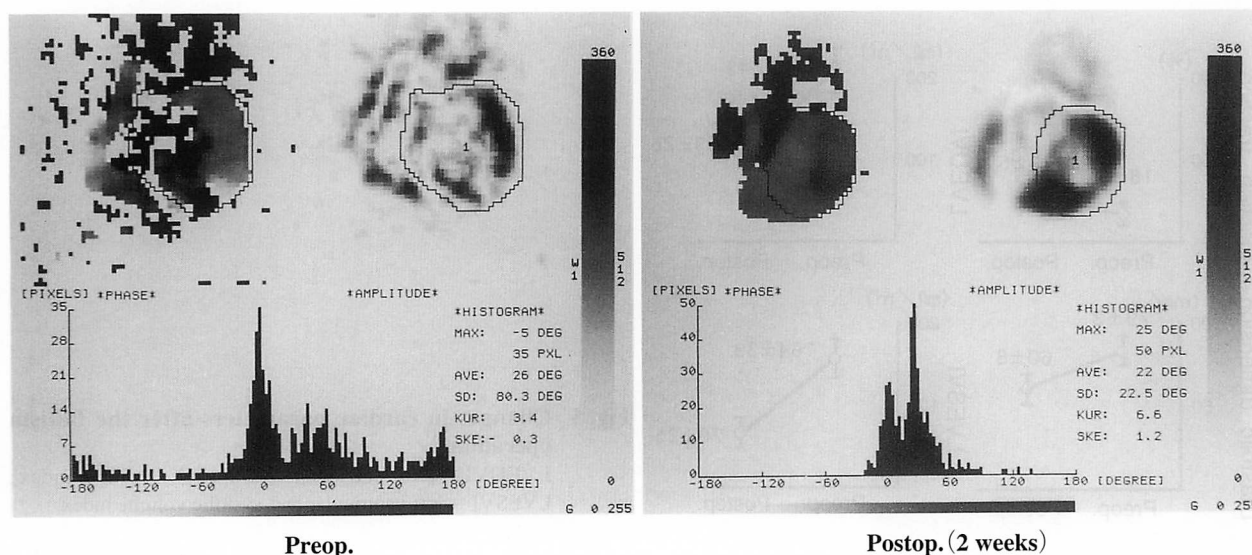 360
W
1
5
1
2
[PIXELS] *PHASE*
*AMPLITUDE*
35
28
21
14
7
0
-180
-120
-60
0
60
120
180
[DEGREE]
*HISTOGRAM*
MAX: -5 DEG
35 PXL
AVE: 26 DEG
SD: 80.3 DEG
KUR: 3.4
SKE:- 0.3
1
0
G 0 255
Preop.
360
W
1
5
1
2
[PIXELS] *PHASE*
*AMPLITUDE*
50
40
30
20
10
0
-180
-120
-60
0
60
120
180
[DEGREE]
*HISTOGRAM*
MAX: 25 DEG
50 PXL
AVE: 22 DEG
SD: 22.5 DEG
KUR: 6.6
SKE: 1.2
1
0
G 0 255
Postop. (2 weeks)